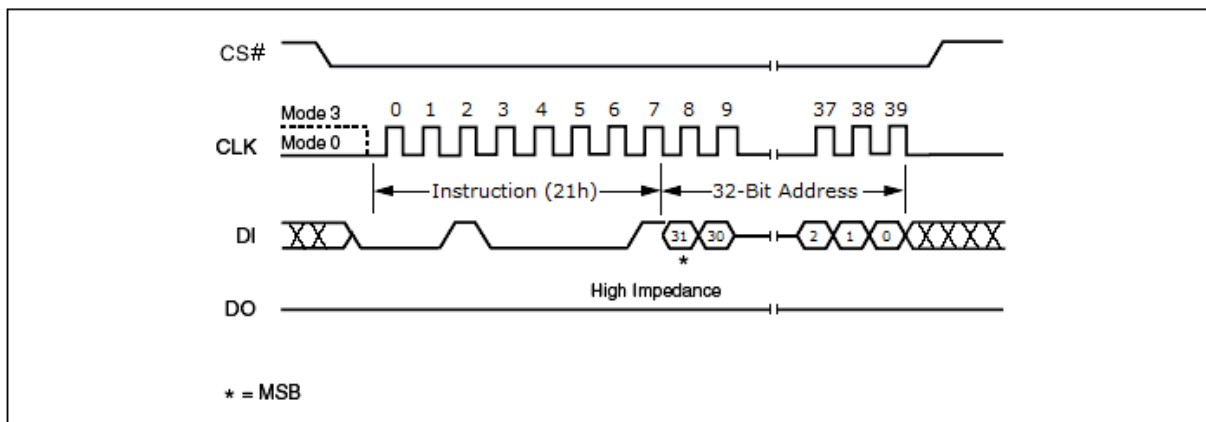 CS#
Mode 3 0 1 2 3 4 5 6 7 8 9 37 38 39
CLK Mode 0
Instruction (21h) 32-Bit Address
DI 31 30 2 1 0
*
High Impedance
DO
* = MSB